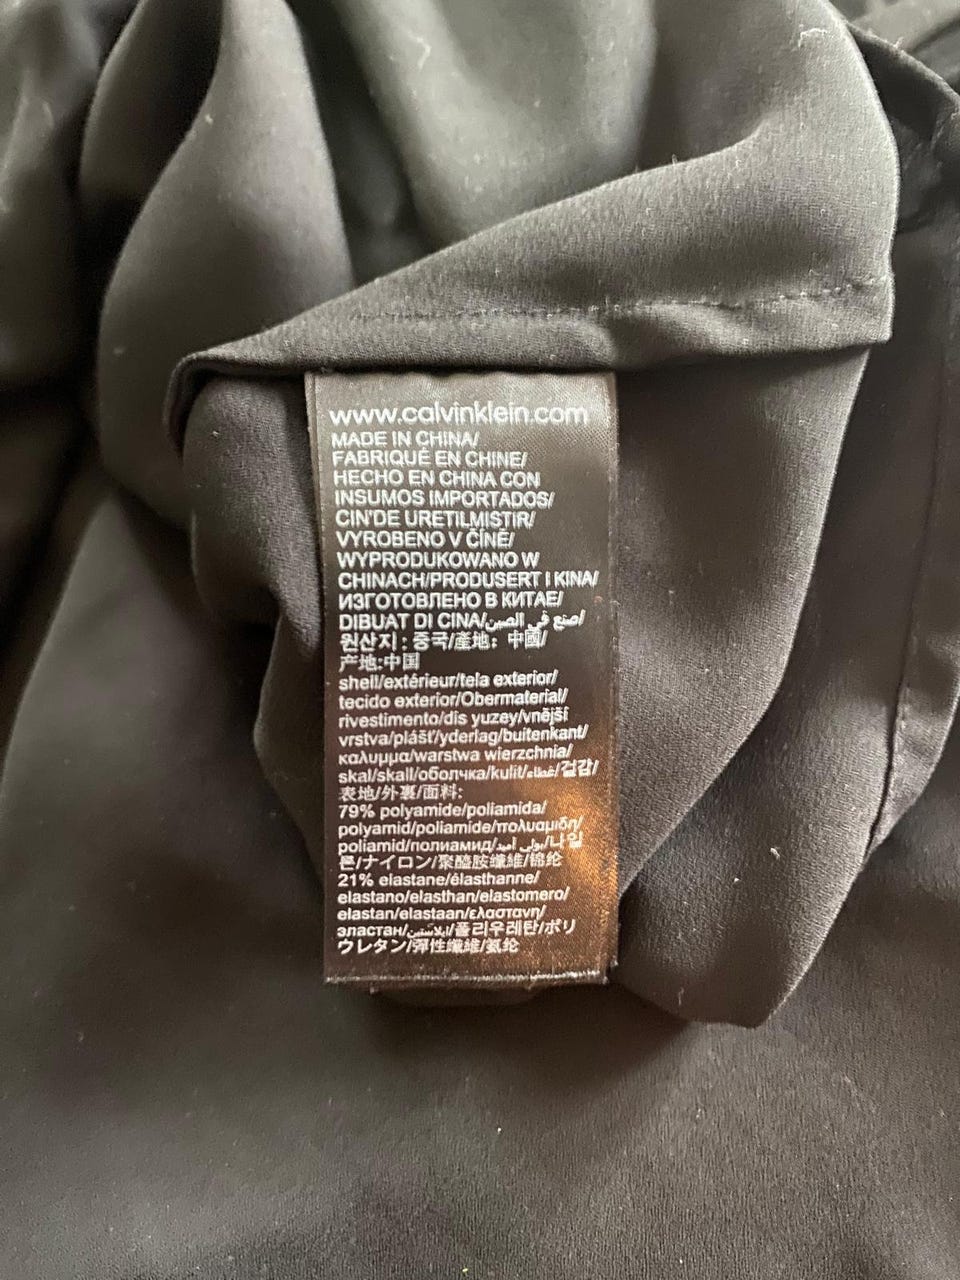 www.calvinklein.com
MADE IN CHINA/
FABRIQUÉ EN CHINE/
HECHO EN CHINA CON
INSUMOS IMPORTADOS/
CIN'DE URETILMISTIR/
VYROBENO V ČÍNĚ/
WYPRODUKOWANO W
CHINACH/PRODUSERT I KINA/
ИЗГОТОВЛЕНО В КИТАЕ/
DIBUAT DI CINA/صنع في الصين/
원산지: 중국/產地: 中國/
产地:中国
shell/extérieur/tela exterior/
tecido exterior/Obermaterial/
rivestimento/dis yuzey/vnější
vrstva/plášť/yderlag/buitenkant/
καλυμμα/warstwa wierzchnia/
skal/skall/оболчка/kulit/غطاء/겉감/
表地/外裏/面料:
79% polyamide/poliamida/
polyamid/poliamide/πολυαμιδη/
poliamid/полиамид/بولي أميد/나일
론/ナイロン/聚醯胺纖維/锦纶
21% elastane/élasthanne/
elastano/elasthan/elastomero/
elastan/elastaan/ελαστανη/
эластан/إيلاستين/폴리우레탄/ポリ
ウレタン/彈性纖維/氨纶